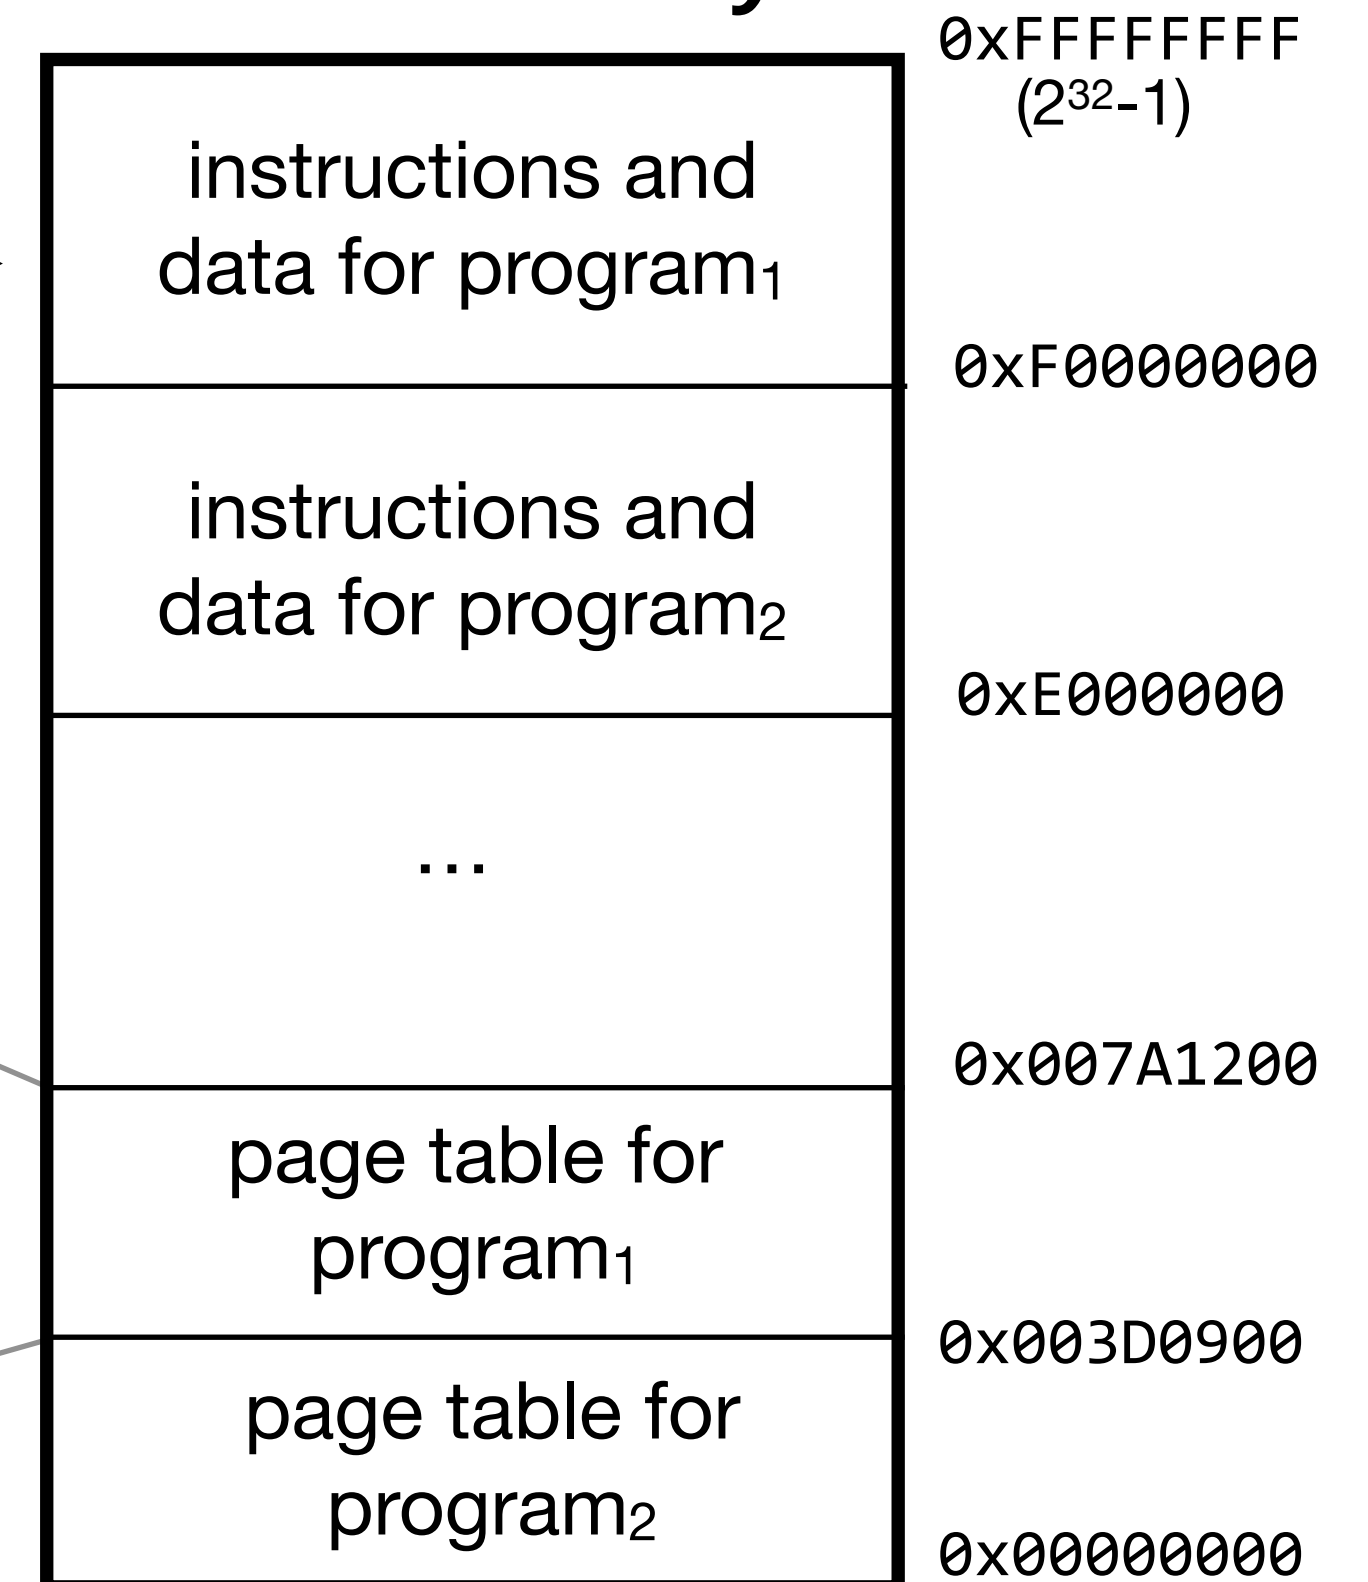 0xFFFFFFFF
(2³²-1)
instructions and
data for program₁
0xF0000000
instructions and
data for program₂
0xE000000
...
0x007A1200
page table for
program₁
0x003D0900
page table for
program₂
0x00000000